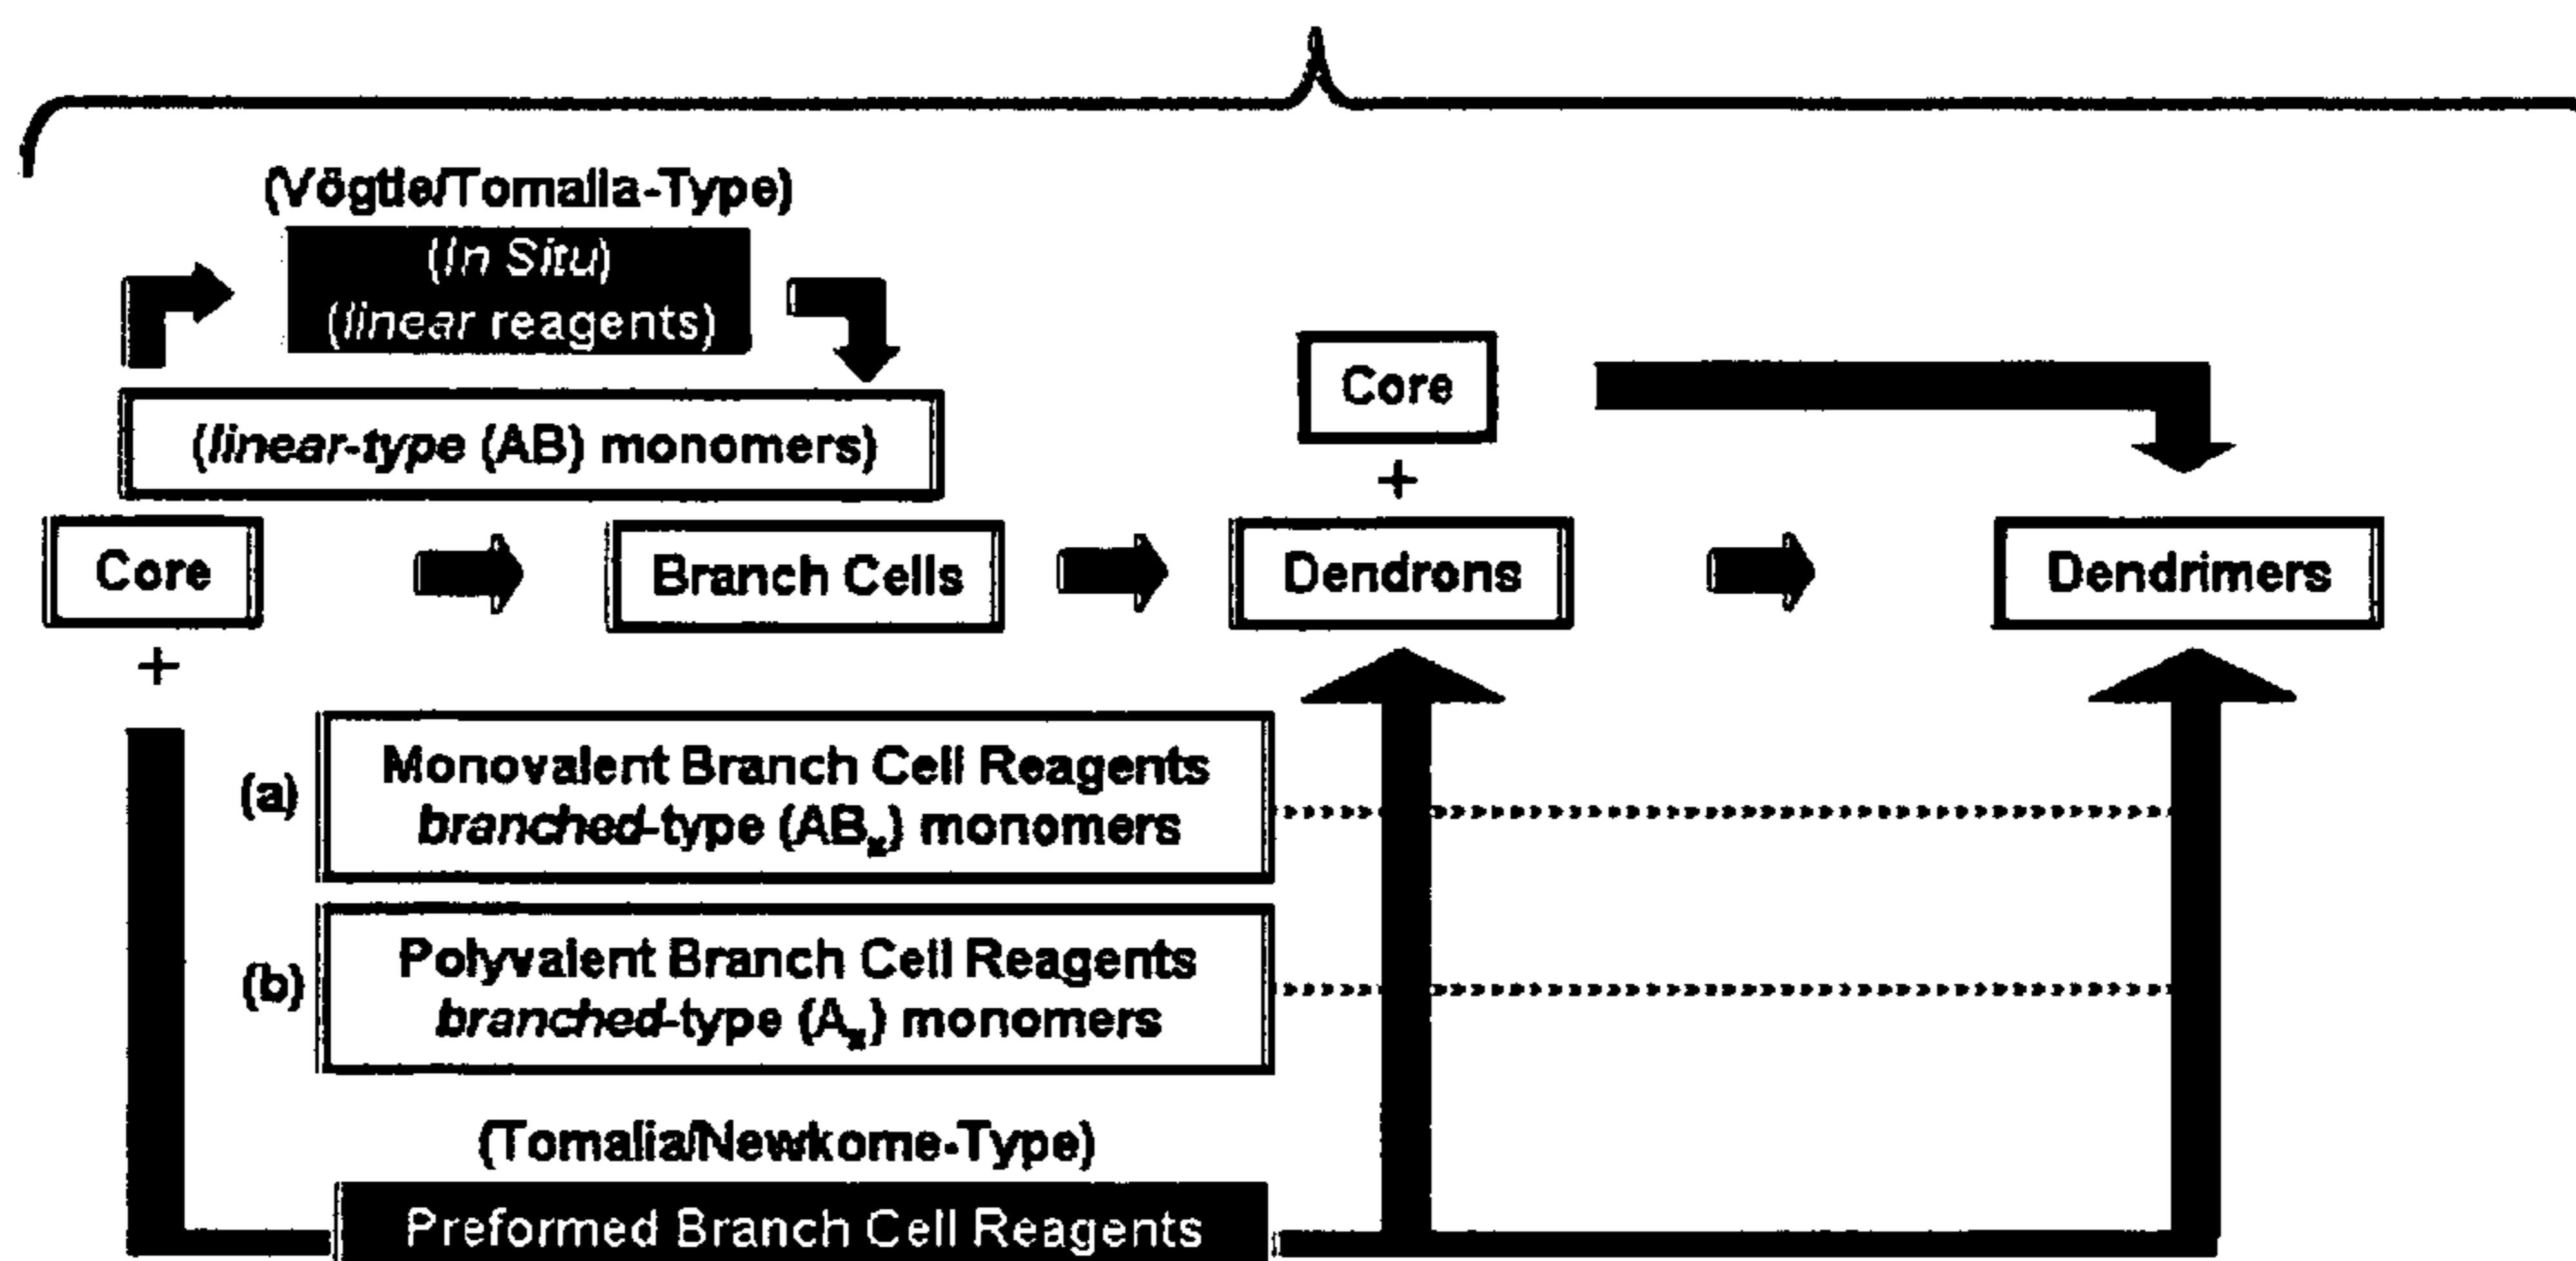 (Vögtle/Tomalia-Type)
(In Situ)
(linear reagents)
(linear-type (AB) monomers)
Core
+
Core
Branch Cells
Dendrons
Dendrimers
+
(a)
Monovalent Branch Cell Reagents
branched-type (ABx) monomers
(b)
Polyvalent Branch Cell Reagents
branched-type (Ax) monomers
(Tomalia/Newkome-Type)
Preformed Branch Cell Reagents